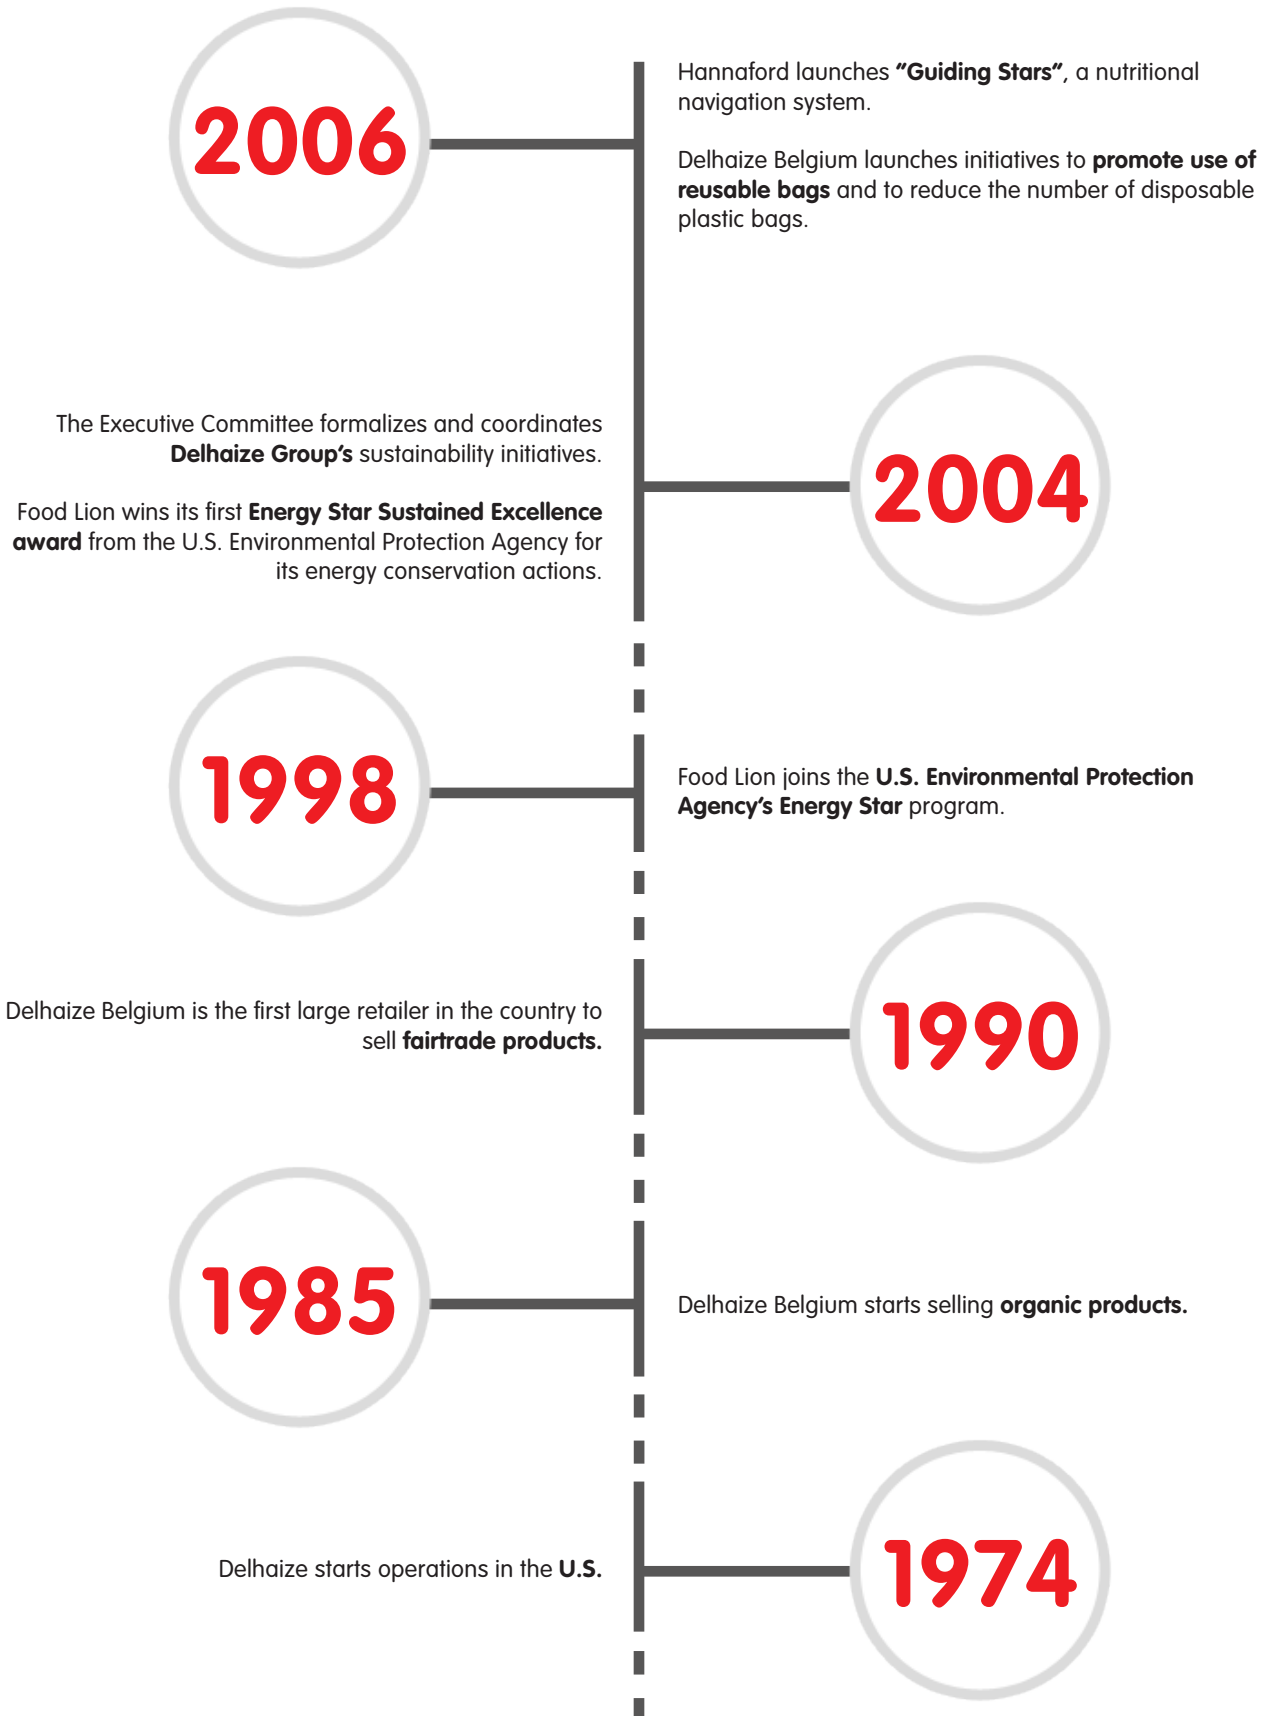 2006
Hannaford launches "Guiding Stars", a nutritional
navigation system.
Delhaize Belgium launches initiatives to promote use of
reusable bags and to reduce the number of disposable
plastic bags.
The Executive Committee formalizes and coordinates
Delhaize Group's sustainability initiatives.
Food Lion wins its first Energy Star Sustained Excellence
award from the U.S. Environmental Protection Agency for
its energy conservation actions.
2004
1998
Food Lion joins the U.S. Environmental Protection
Agency's Energy Star program.
Delhaize Belgium is the first large retailer in the country to
sell fairtrade products.
1990
1985
Delhaize Belgium starts selling organic products.
Delhaize starts operations in the U.S.
1974